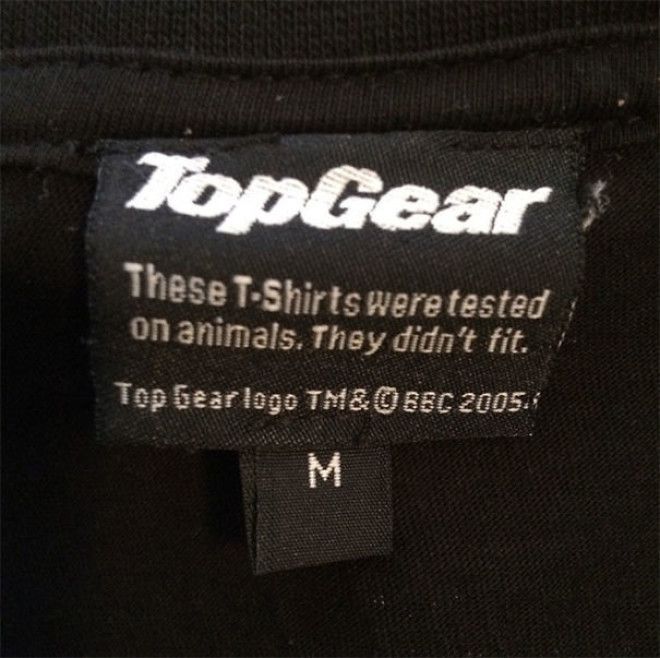 TopGear
These T-Shirts were tested
on animals. They didn't fit.
Top Gear logo TM & © BBC 2005
M